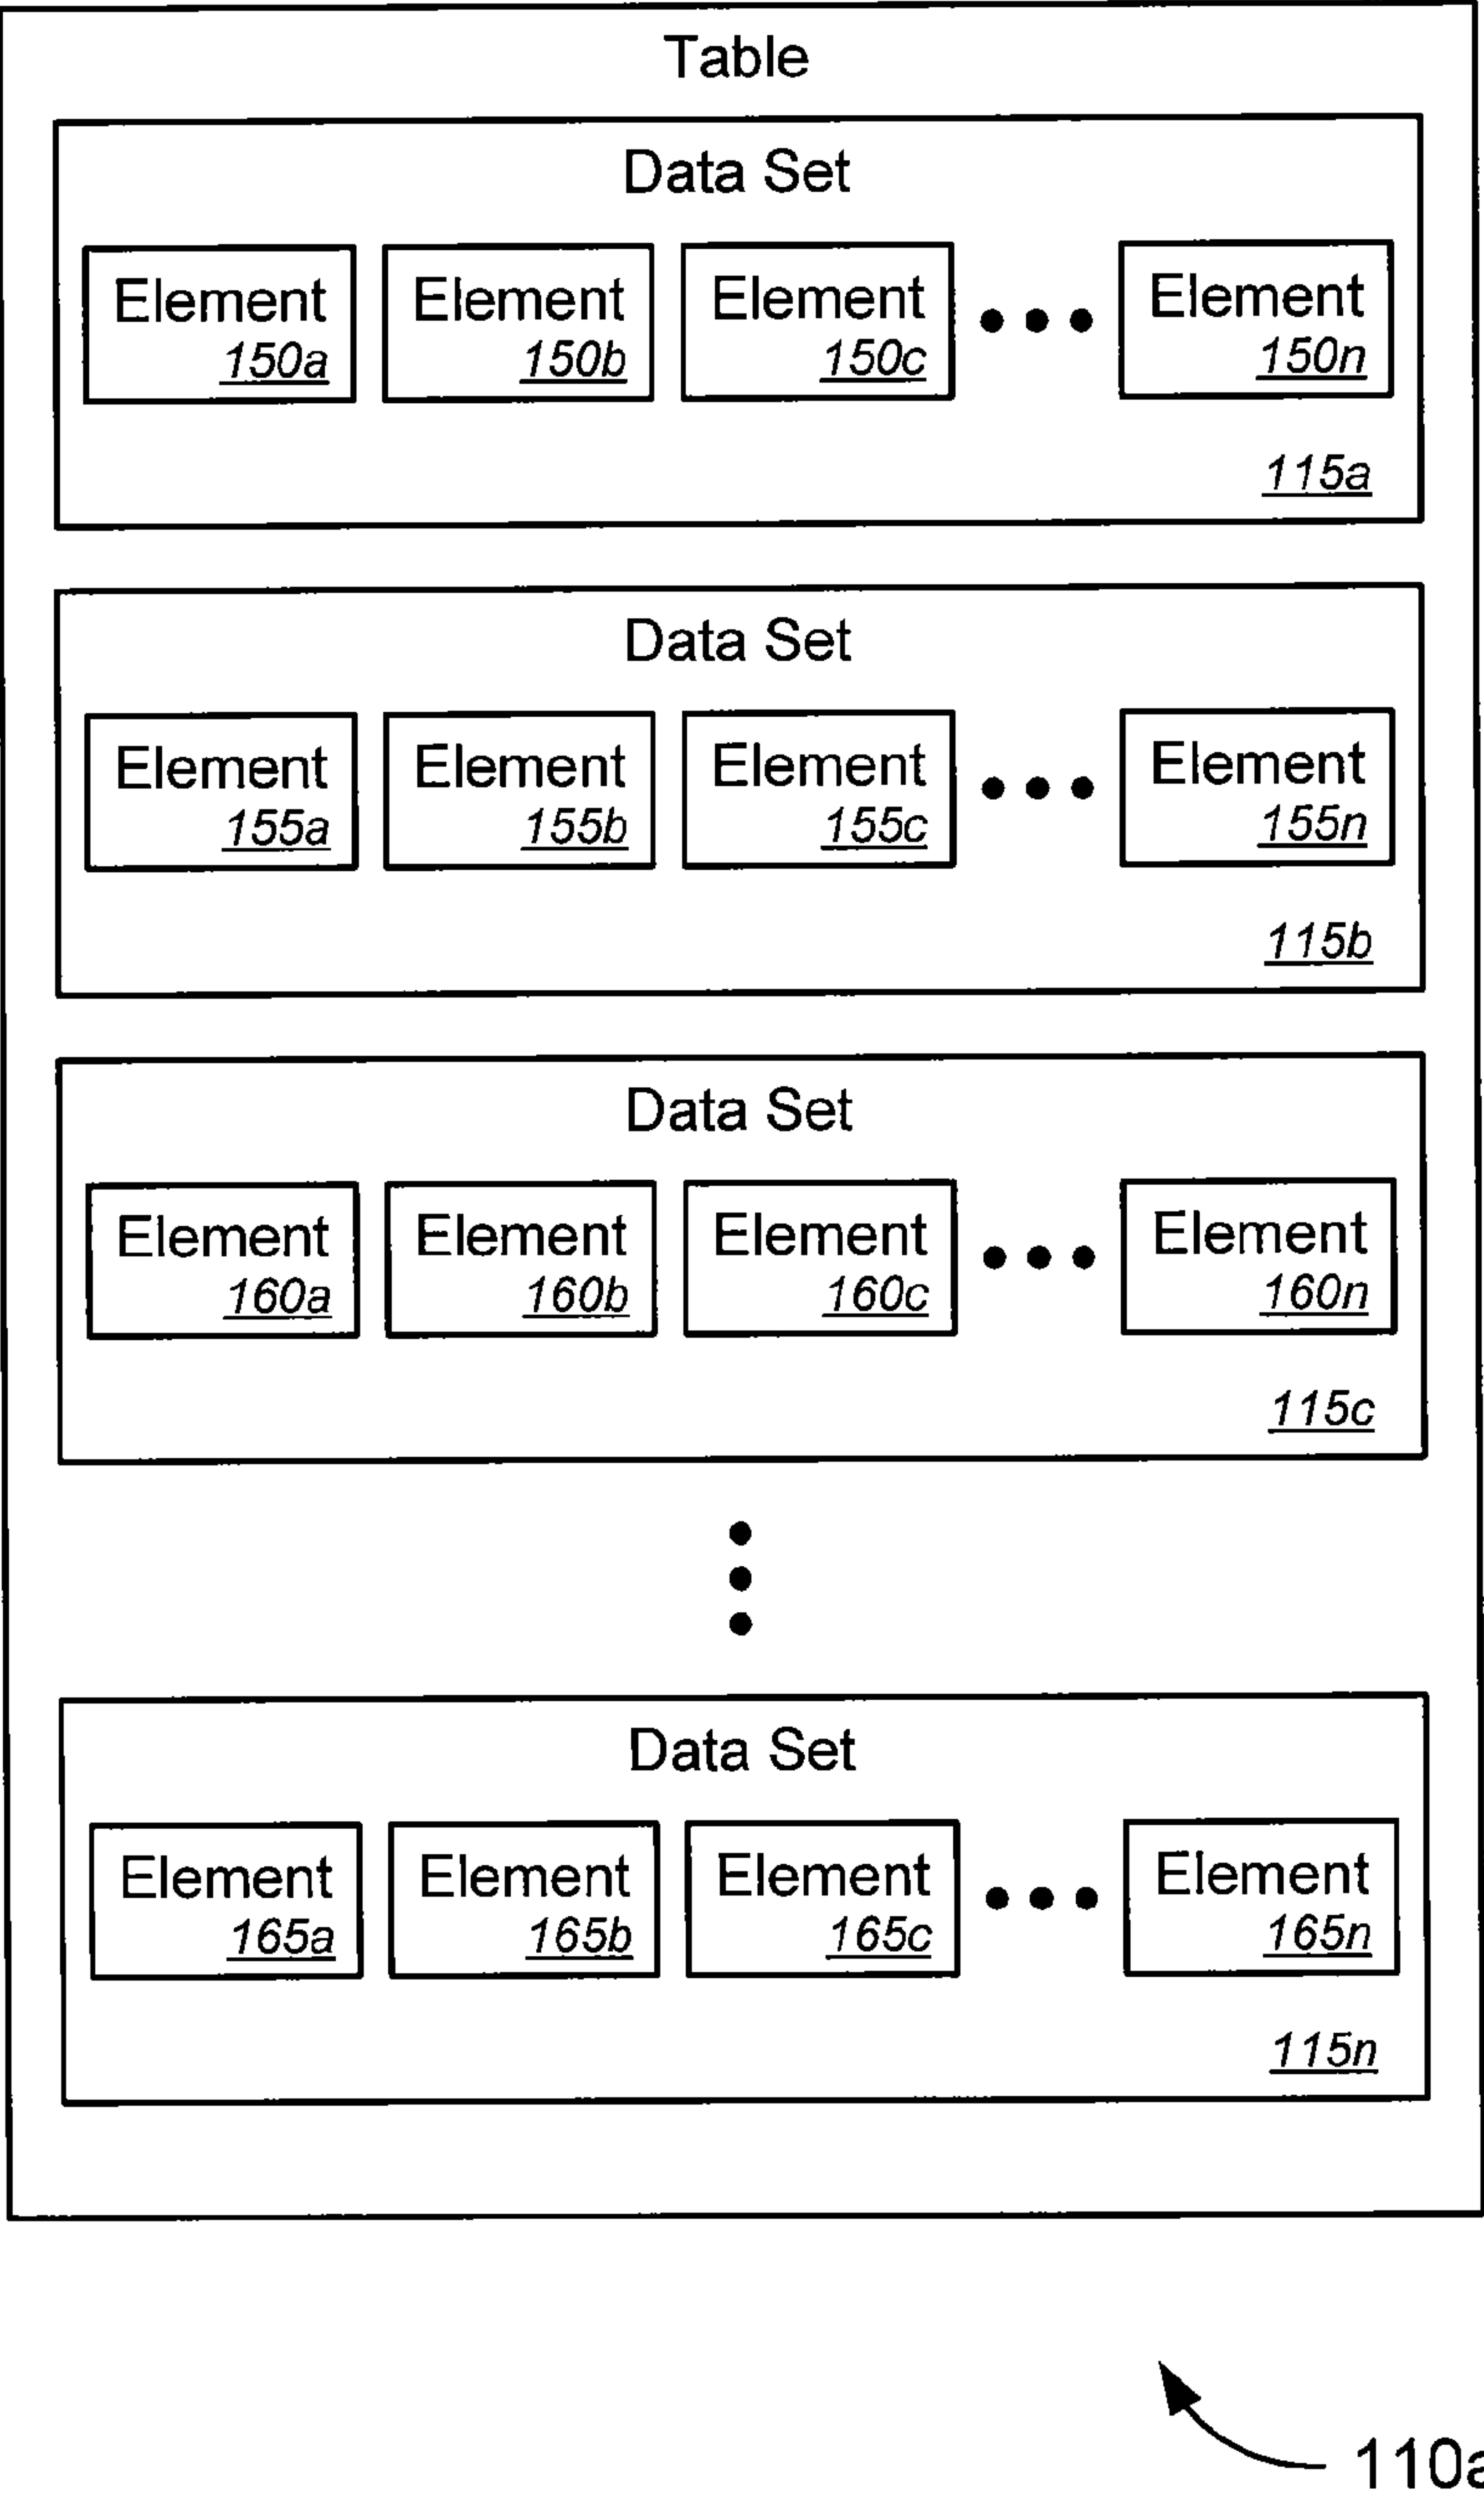 Table
Data Set
Element Element Element Element
150a 150b 150c 150n
115a
Data Set
Element Element Element Element
155a 155b 155c 155n
115b
Data Set
Element Element Element Element
160a 160b 160c 160n
115c
Data Set
Element Element Element Element
165a 165b 165c 165n
115n
110a